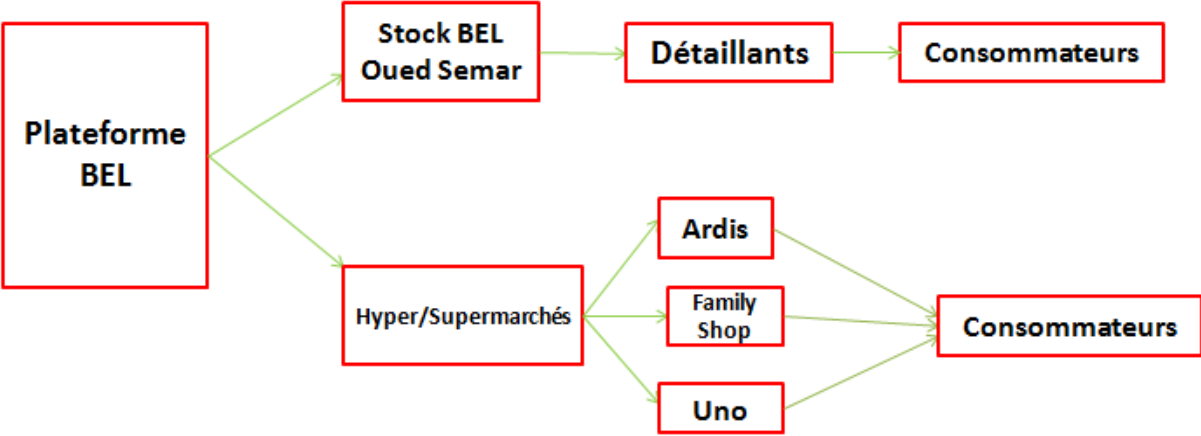 Plateforme
BEL
Stock BEL
Oued Semar
Détaillants
Consommateurs
Hyper/Supermarchés
Ardis
Family
Shop
Uno
Consommateurs